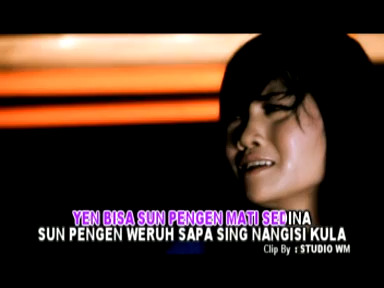 YEN BISA SUN PENGEN MATI SEDINA
SUN PENGEN WERUH SAPA SING NANGISI KULA
Clip By : STUDIO WM